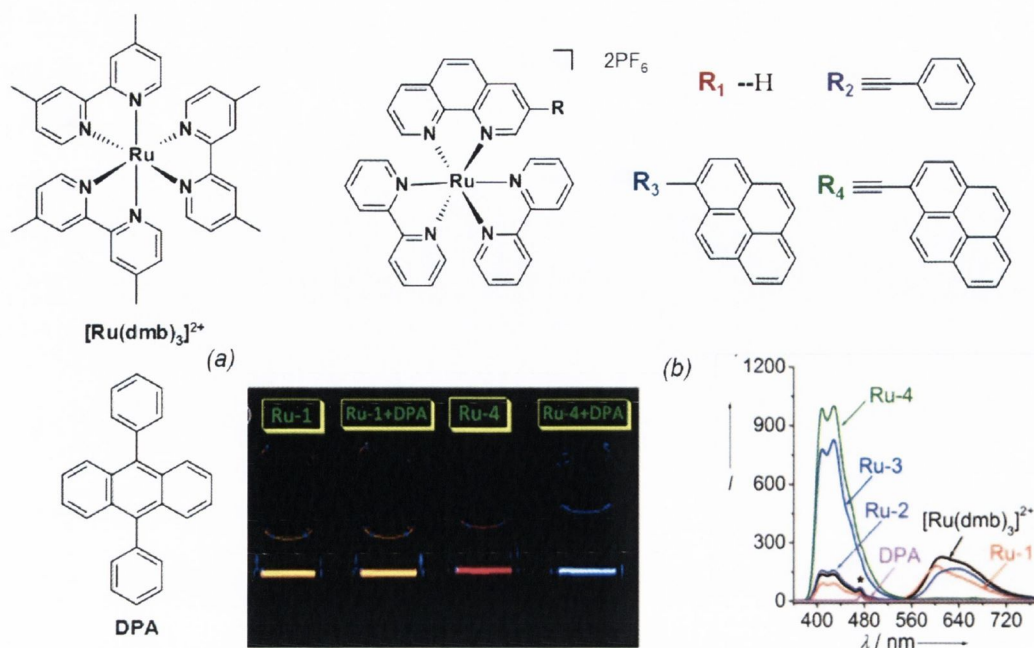 N N N Ru N N N
[Ru(dmb)3]2+
2PF6
R
N N N Ru N N N
R1 --H
R2
R3
R4
(a)
DPA
Ru-1 Ru-1+DPA Ru-4 Ru-4+DPA
(b)
1200
900
600
300
0
I
Ru-4
Ru-3
Ru-2
DPA
[Ru(dmb)3]2+
Ru-1
*
400 480 560 640 720
λ / nm